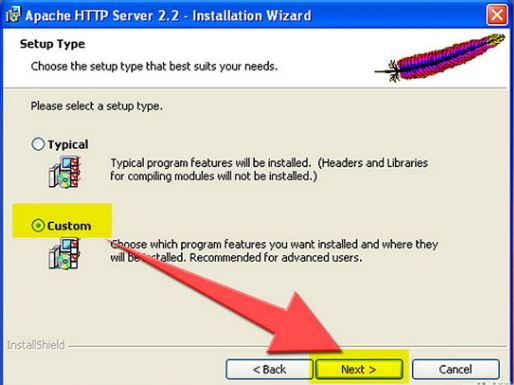 Apache HTTP Server 2.2 - Installation Wizard
Setup Type
Choose the setup type that best suits your needs.
Please select a setup type.
Typical
Typical program features will be installed. (Headers and Libraries
for compiling modules will not be installed.)
Custom
Choose which program features you want installed and where they
will be installed. Recommended for advanced users.
InstallShield
< Back
Next >
Cancel